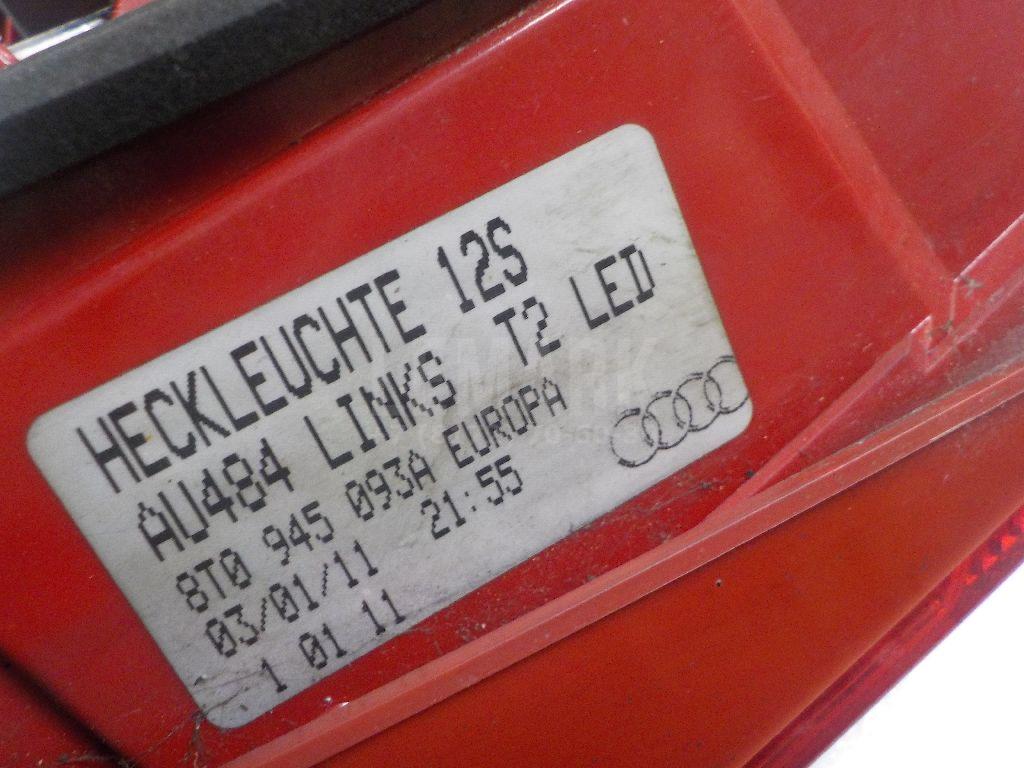 HECKLEUCHTE 12S
AU484 LINKS T2 LED
8T0 945 093A EUROPA
03/01/11 21:55
1 01 11